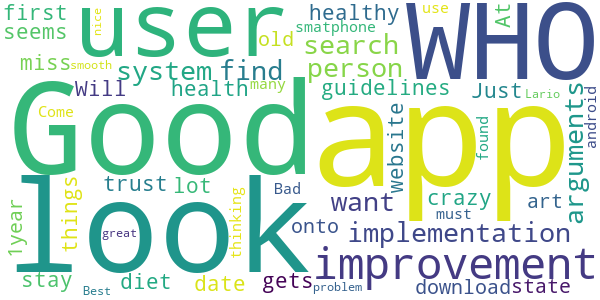 first
seems
nice
user
healthy
smatphone
use
At
WHO
miss
smooth
old
search
system
find
person
Will
health
many
guidelines
Just
Lario
android
Come
Good
app
website
found
arguments
1year
things
trust
lot
Bad
want
crazy
art
must
look
great
thinking
onto
implementation
improvement
stay
diet
date
gets
Best
problem
download
state